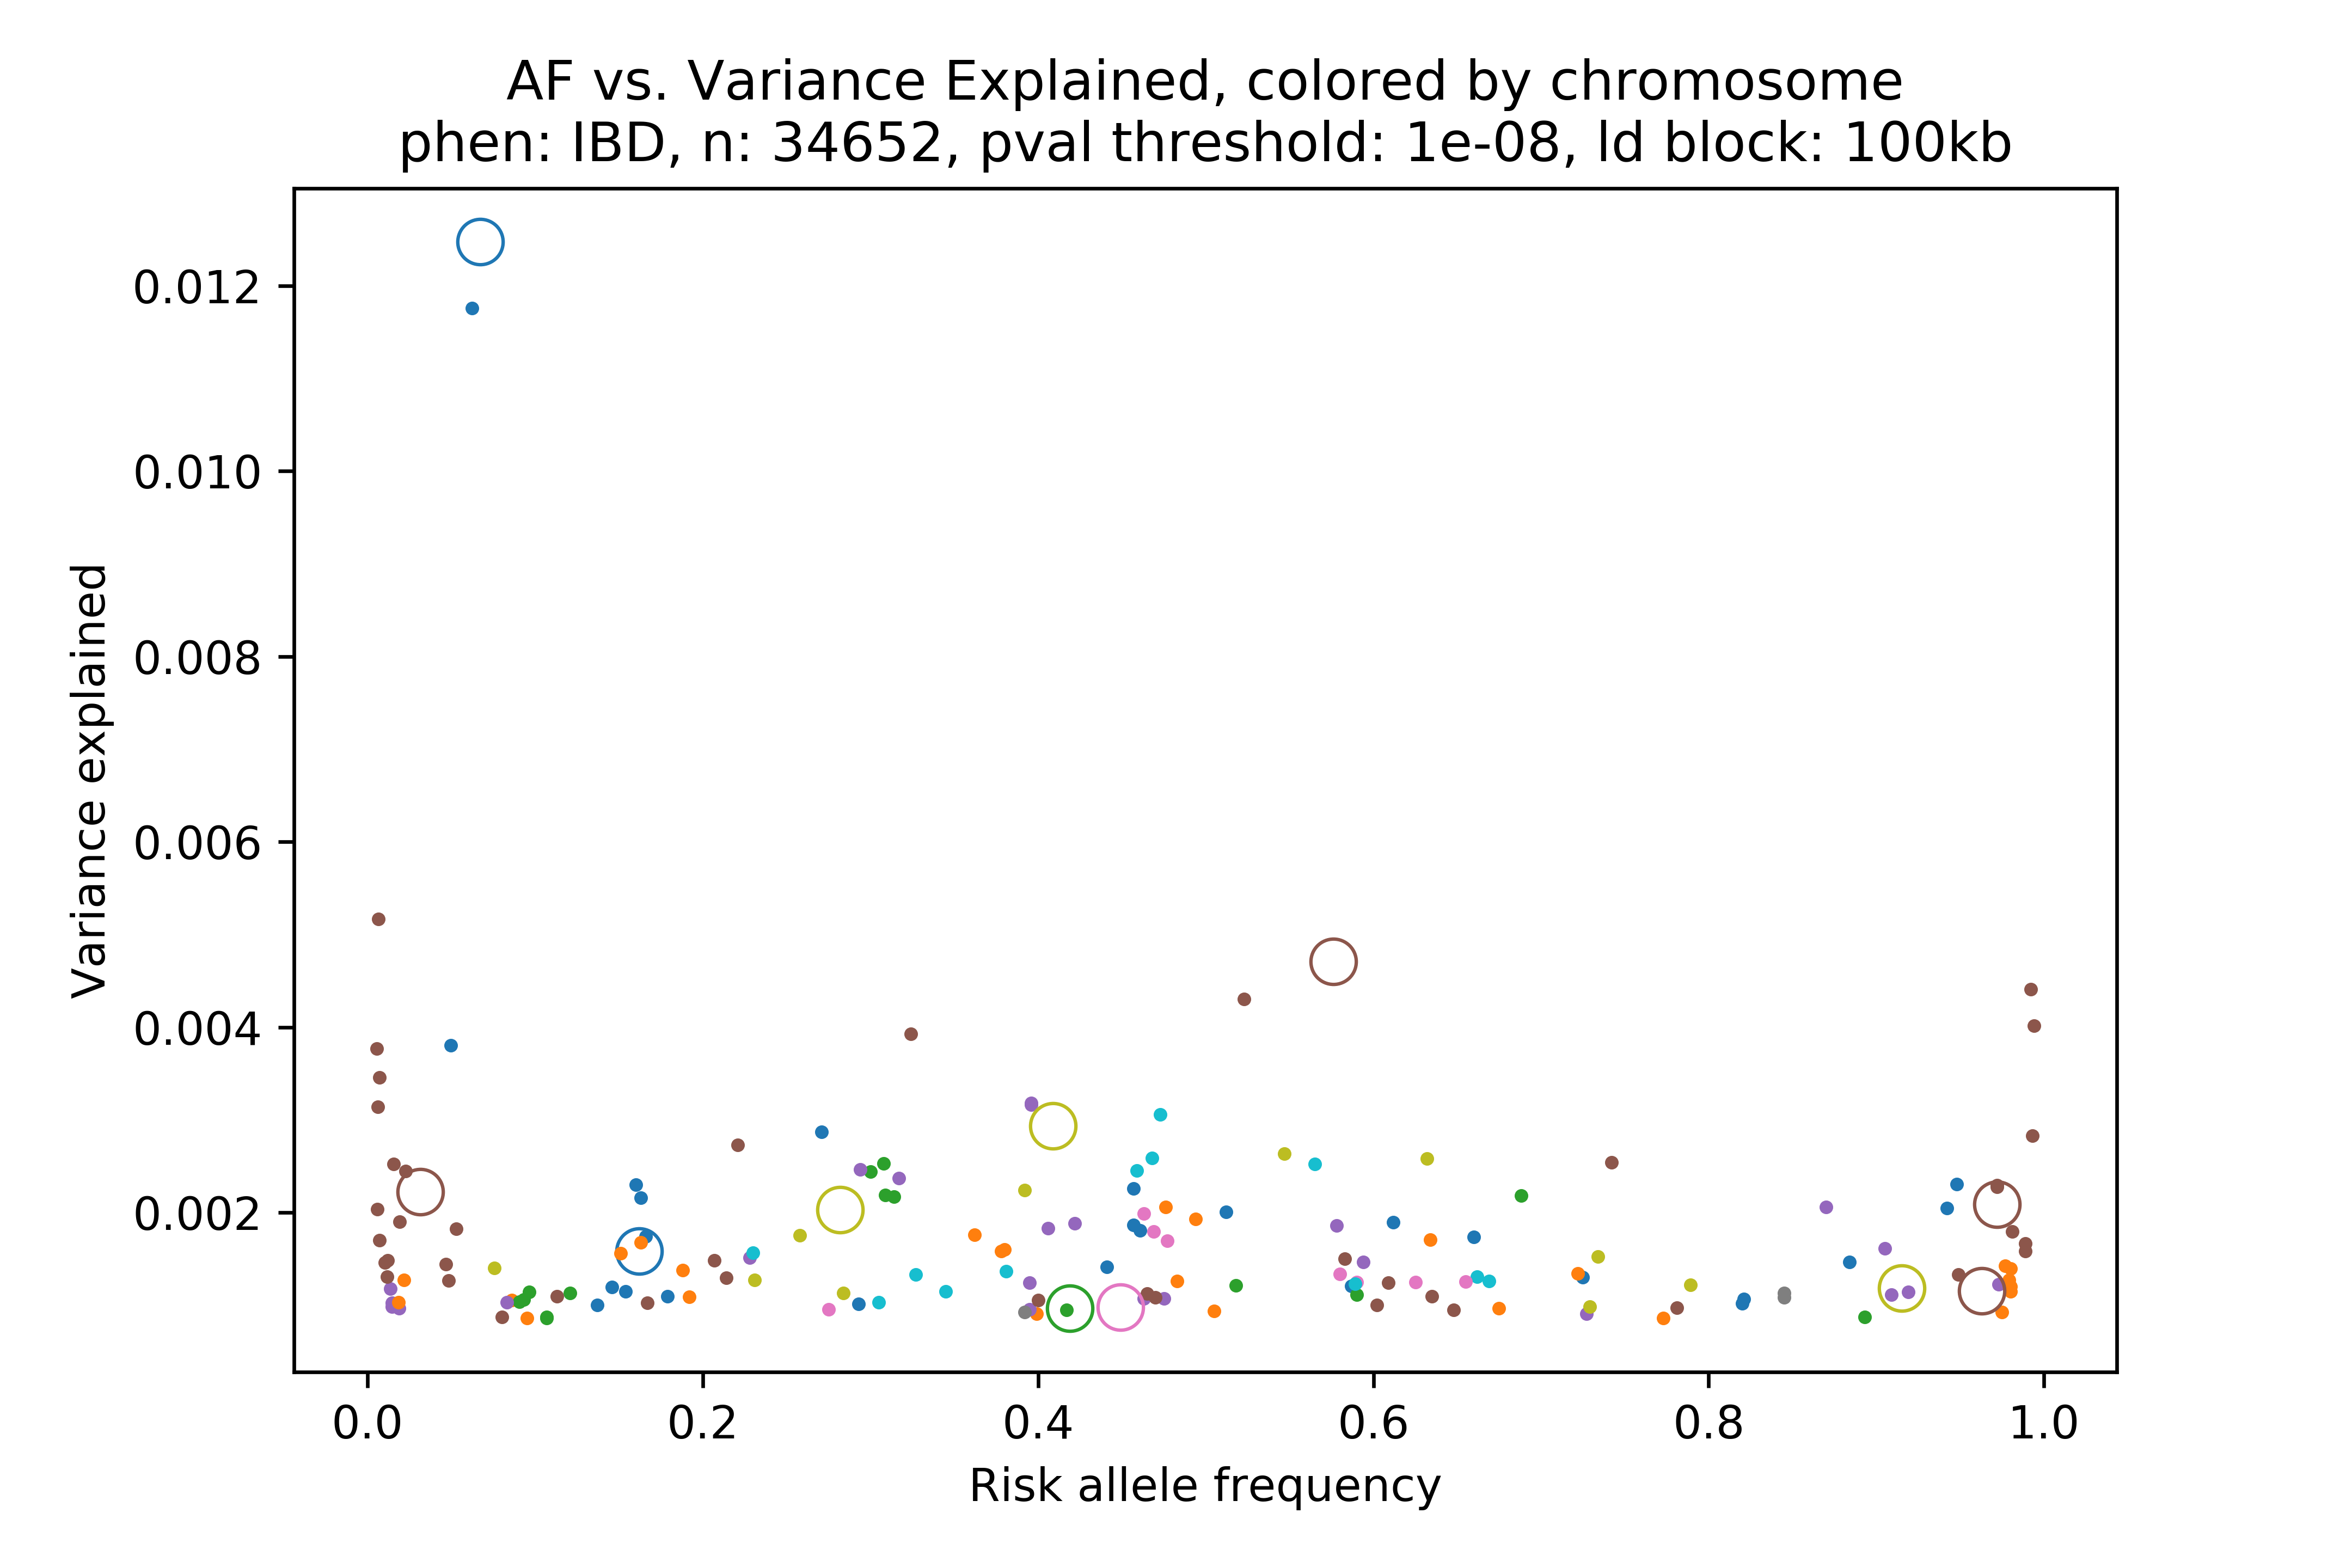 AF vs. Variance Explained, colored by chromosome
phen: IBD, n: 34652, pval threshold: 1e-08, ld block: 100kb
Variance explained
0.012
0.010
0.008
0.006
0.004
0.002
0.0 0.2 0.4 0.6 0.8 1.0
Risk allele frequency